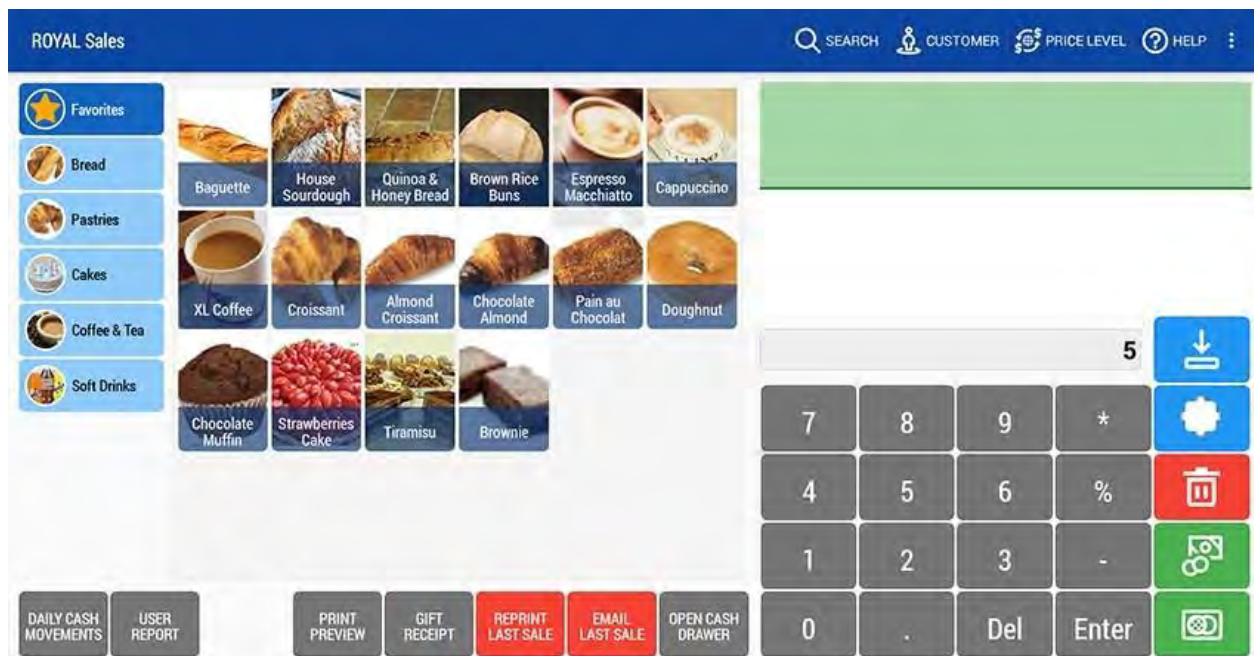 ROYAL Sales
SEARCH
CUSTOMER
PRICE LEVEL
HELP
Favorites
Bread
Pastries
Cakes
Coffee & Tea
Soft Drinks
Baguette
House
Sourdough
Quinoa &
Honey Bread
Brown Rice
Buns
Espresso
Macchiatto
Cappuccino
XL Coffee
Croissant
Almond
Croissant
Chocolate
Almond
Pain au
Chocolat
Doughnut
Chocolate
Muffin
Strawberries
Cake
Tiramisu
Brownie
5
7 8 9 *
4 5 6 %
1 2 3 -
0 . Del Enter
DAILY CASH
MOVEMENTS
USER
REPORT
PRINT
PREVIEW
GIFT
RECEIPT
REPRINT
LAST SALE
EMAIL
LAST SALE
OPEN CASH
DRAWER